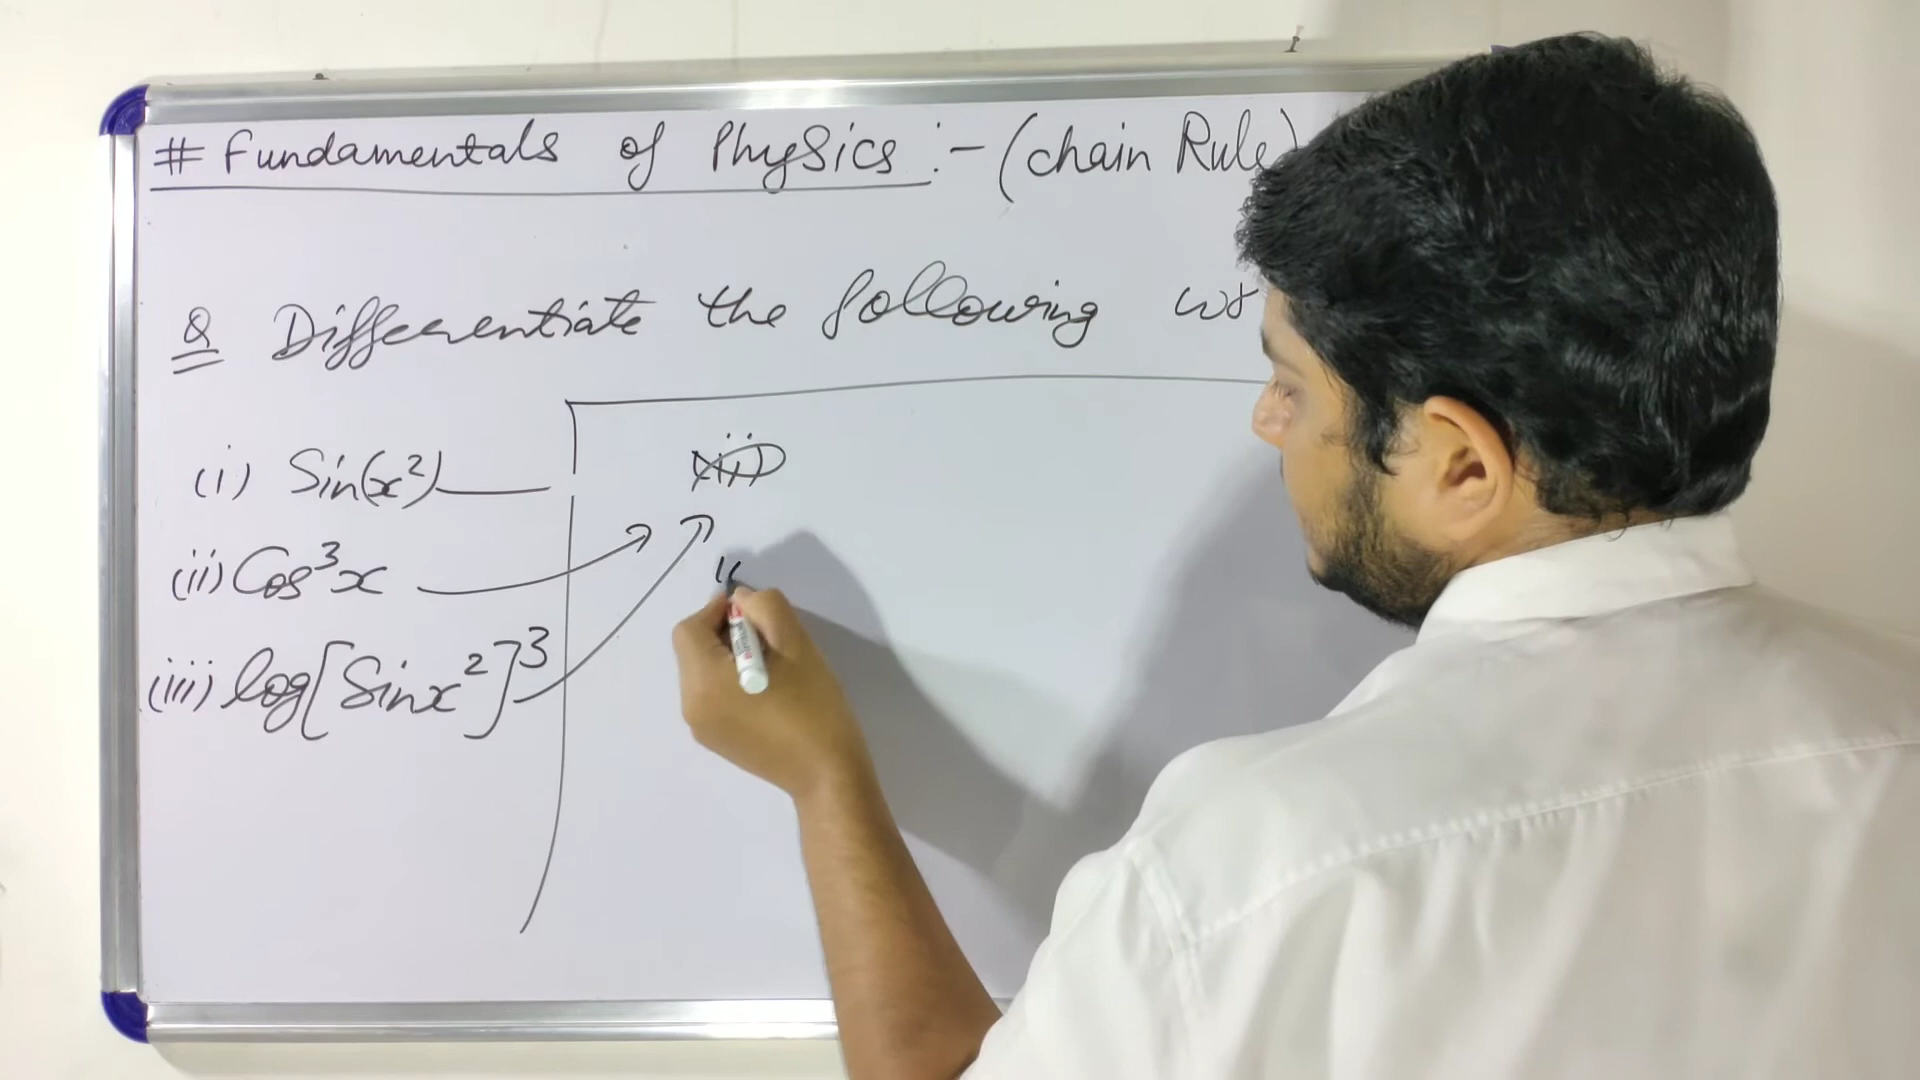 # Fundamentals of Physics :- (chain Rule)
Q Differentiate the following wr
(i) Sin(x²)
(ii) Cos³x
(iii) log[Sinx²]³